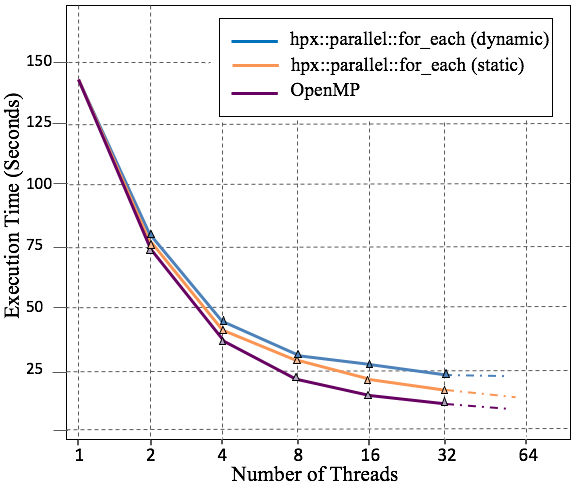 hpx::parallel::for_each (dynamic)
hpx::parallel::for_each (static)
OpenMP
Execution Time (Seconds)
150
125
100
75
50
25
1 2 4 8 16 32 64
Number of Threads